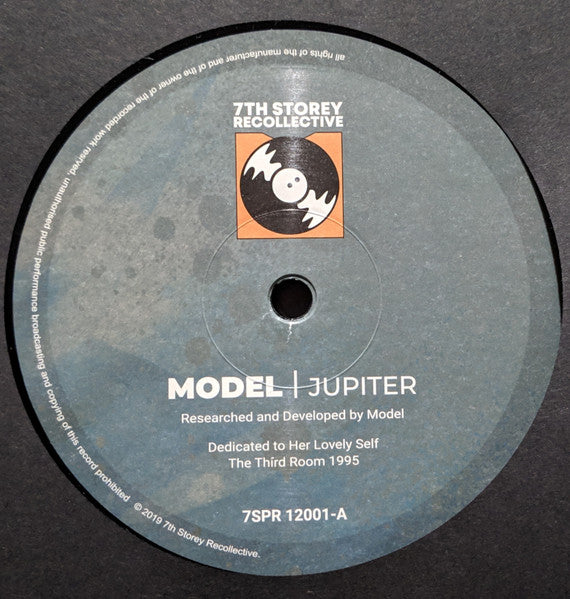 7TH STOREY
RECOLLECTIVE
MODEL | JUPITER
Researched and Developed by Model
Dedicated to Her Lovely Self
The Third Room 1995
7SPR 12001-A
all rights of the manufacturer and of the owner of the recorded work reserved. unauthorised public performance broadcasting and copying of this record prohibited © 2019 7th Storey Recollective.